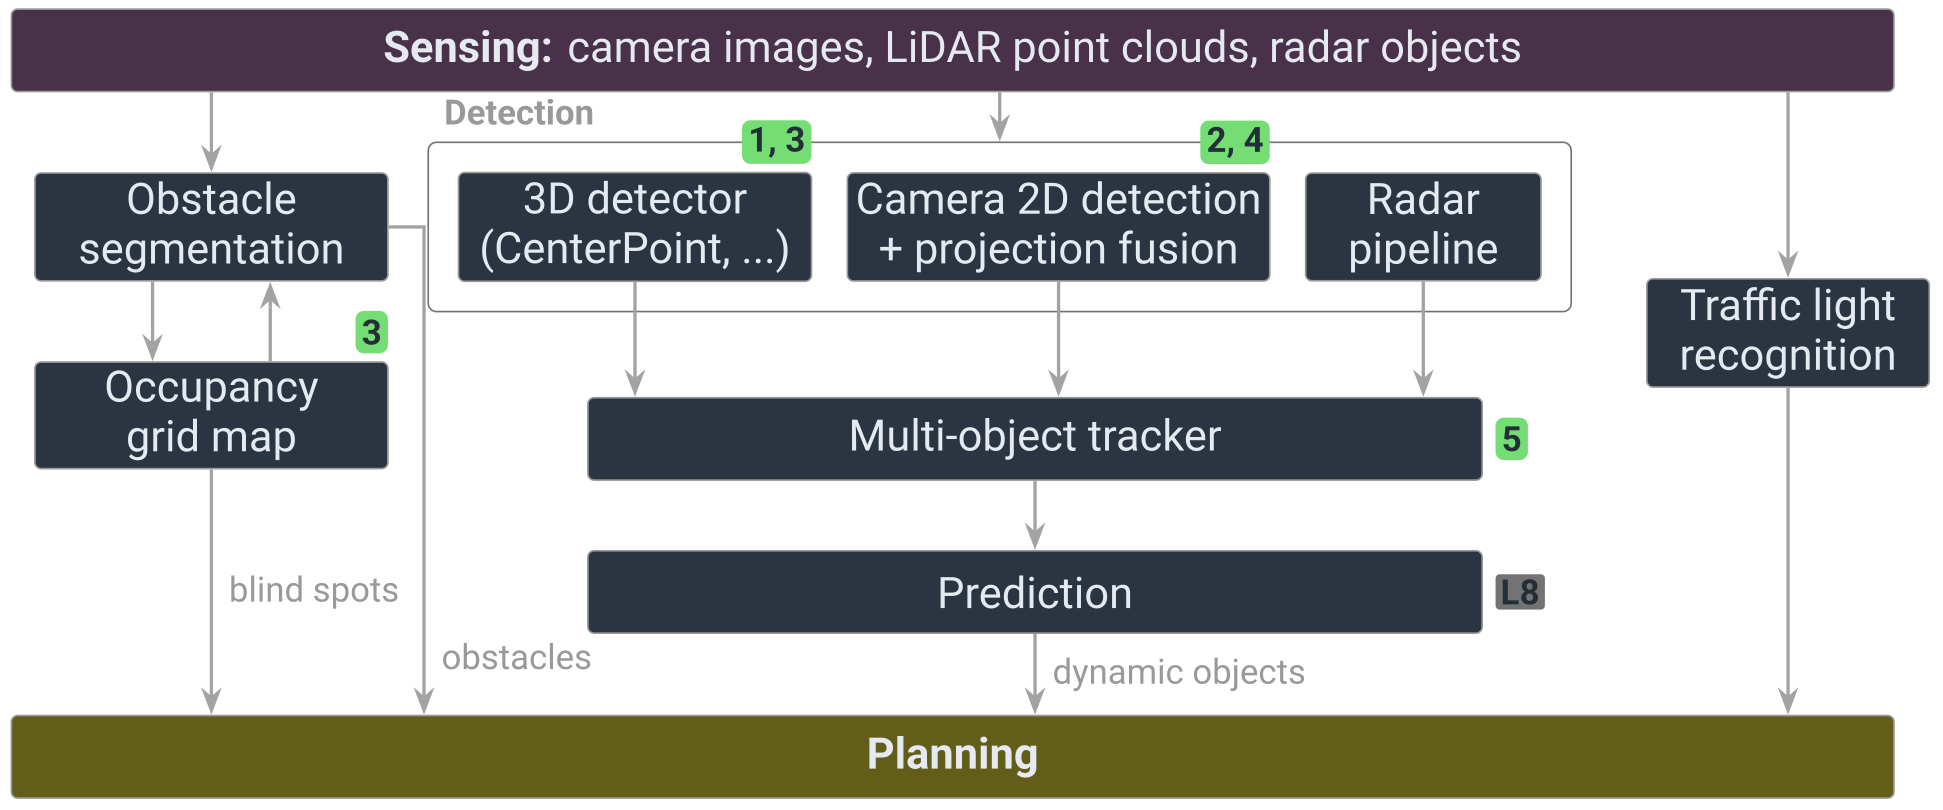 Sensing: camera images, LiDAR point clouds, radar objects
Detection
1, 3
2, 4
Obstacle
segmentation
3D detector
(CenterPoint, ...)
Camera 2D detection
+ projection fusion
Radar
pipeline
Traffic light
recognition
3
Occupancy
grid map
Multi-object tracker
5
Prediction
L8
blind spots
obstacles
dynamic objects
Planning